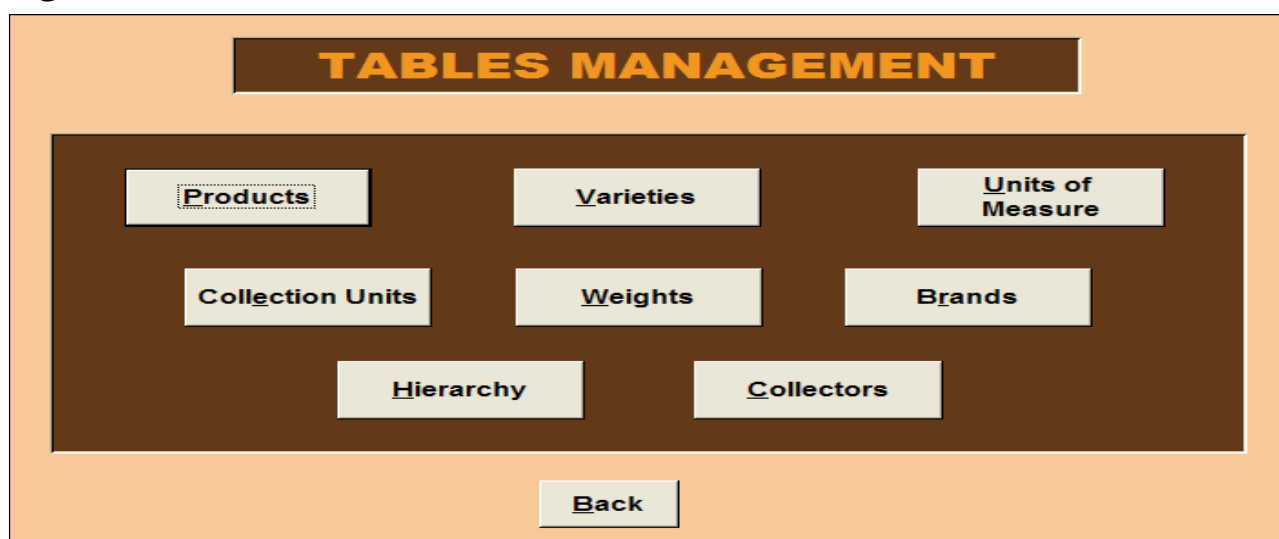 TABLES MANAGEMENT
Products
Varieties
Units of
Measure
Collection Units
Weights
Brands
Hierarchy
Collectors
Back